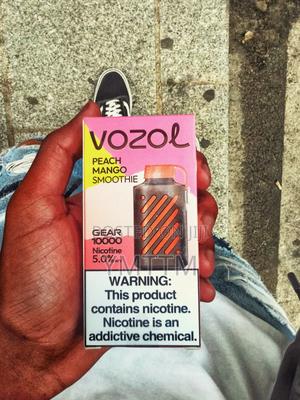 VOZOL
PEACH
MANGO
SMOOTHIE
GEAR
10000
Nicotine
5.0%
WARNING:
This product
contains nicotine.
Nicotine is an
addictive chemical.